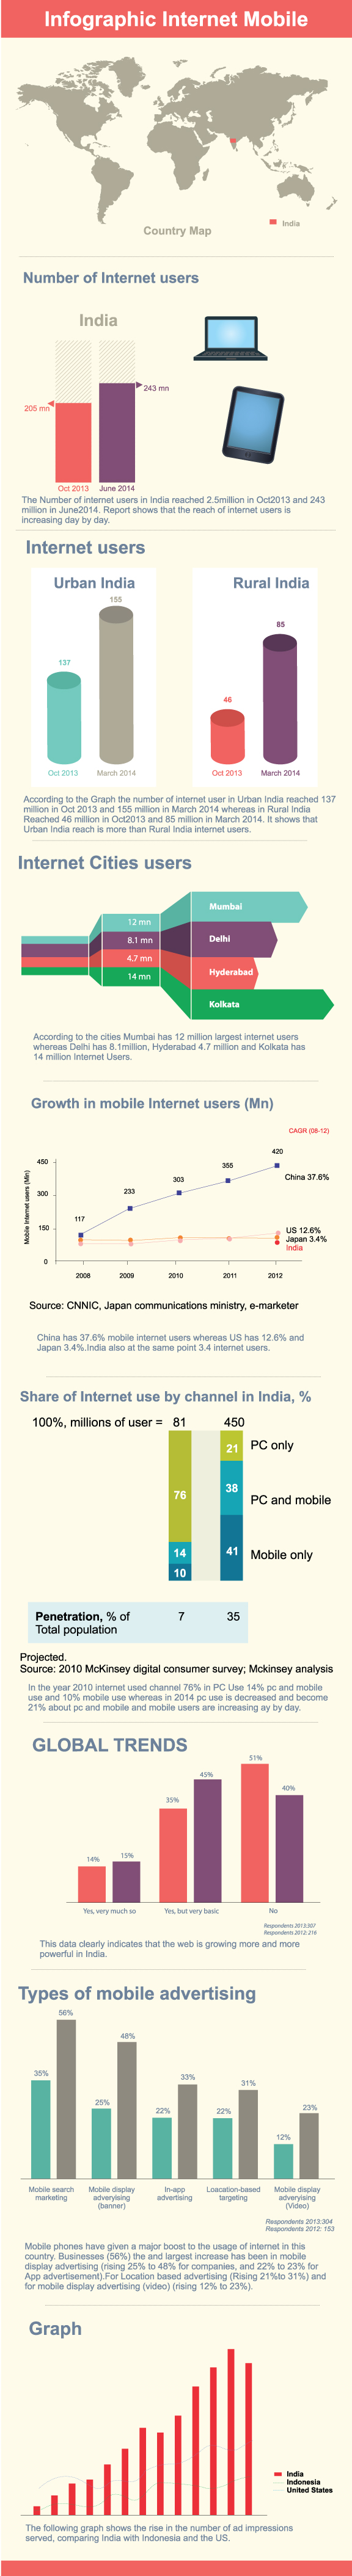 Infographic Internet Mobile
Country Map
India
Number of Internet users
India
205 mn
243 mn
Oct 2013 June 2014
The Number of internet users in India reached 2.5million in Oct2013 and 243
million in June2014. Report shows that the reach of internet users is
increasing day by day.
Internet users
Urban India
155
137
Oct 2013 March 2014
Rural India
85
46
Oct 2013 March 2014
According to the Graph the number of internet user in Urban India reached 137
million in Oct 2013 and 155 million in March 2014 whereas in Rural India
Reached 46 million in Oct2013 and 85 million in March 2014. It shows that
Urban India reach is more than Rural India internet users.
Internet Cities users
12 mn
8.1 mn
4.7 mn
14 mn
Mumbai
Delhi
Hyderabad
Kolkata
According to the cities Mumbai has 12 million largest internet users
whereas Delhi has 8.1million, Hyderabad 4.7 million and Kolkata has
14 million Internet Users.
Growth in mobile Internet users (Mn)
CAGR (08-12)
Mobile Internet users (Mln)
450
300
150
0
117
233
303
355
420
China 37.6%
US 12.6%
Japan 3.4%
India
2008 2009 2010 2011 2012
Source: CNNIC, Japan communications ministry, e-marketer
China has 37.6% mobile internet users whereas US has 12.6% and
Japan 3.4%.India also at the same point 3.4 internet users.
Share of Internet use by channel in India, %
100%, millions of user = 81 450
76
14
10
21
38
41
PC only
PC and mobile
Mobile only
Penetration, % of 7 35
Total population
Projected.
Source: 2010 McKinsey digital consumer survey; Mckinsey analysis
In the year 2010 internet used channel 76% in PC Use 14% pc and mobile
use and 10% mobile use whereas in 2014 pc use is decreased and become
21% about pc and mobile and mobile users are increasing ay by day.
GLOBAL TRENDS
14%
15%
35%
45%
51%
40%
Yes, very much so Yes, but very basic No
Respondents 2013:307
Respondents 2012: 216
This data clearly indicates that the web is growing more and more
powerful in India.
Types of mobile advertising
35%
56%
25%
48%
22%
33%
22%
31%
12%
23%
Mobile search
marketing
Mobile display
adveryising
(banner)
In-app
advertising
Loacation-based
targeting
Mobile display
adveryising
(Video)
Respondents 2013:304
Respondents 2012: 153
Mobile phones have given a major boost to the usage of internet in this
country. Businesses (56%) the and largest increase has been in mobile
display advertising (rising 25% to 48% for companies, and 22% to 23% for
App advertisement).For Location based advertising (Rising 21%to 31%) and
for mobile display advertising (video) (rising 12% to 23%).
Graph
India
Indonesia
United States
The following graph shows the rise in the number of ad impressions
served, comparing India with Indonesia and the US.